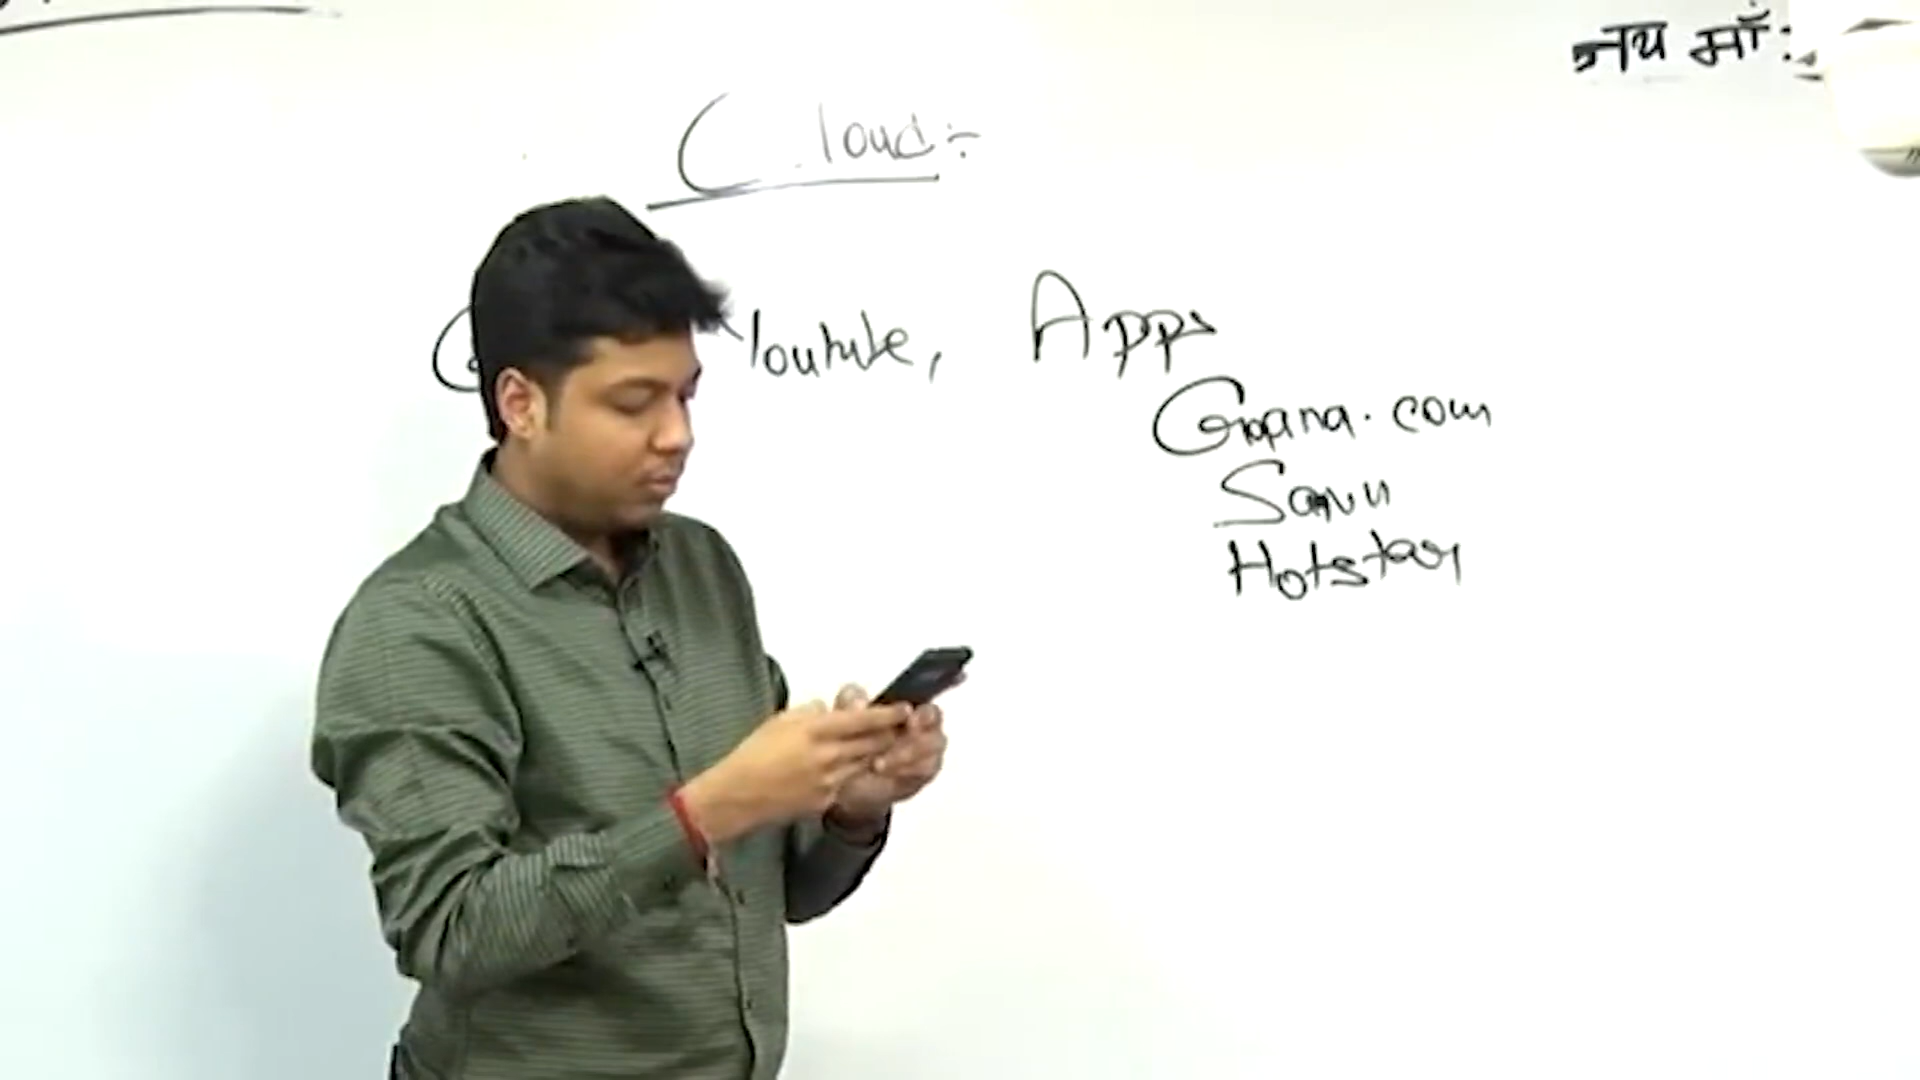 जय माँ:
Cloud:-
Youtube, Apps
Gaana.com
Saavn
Hotstar